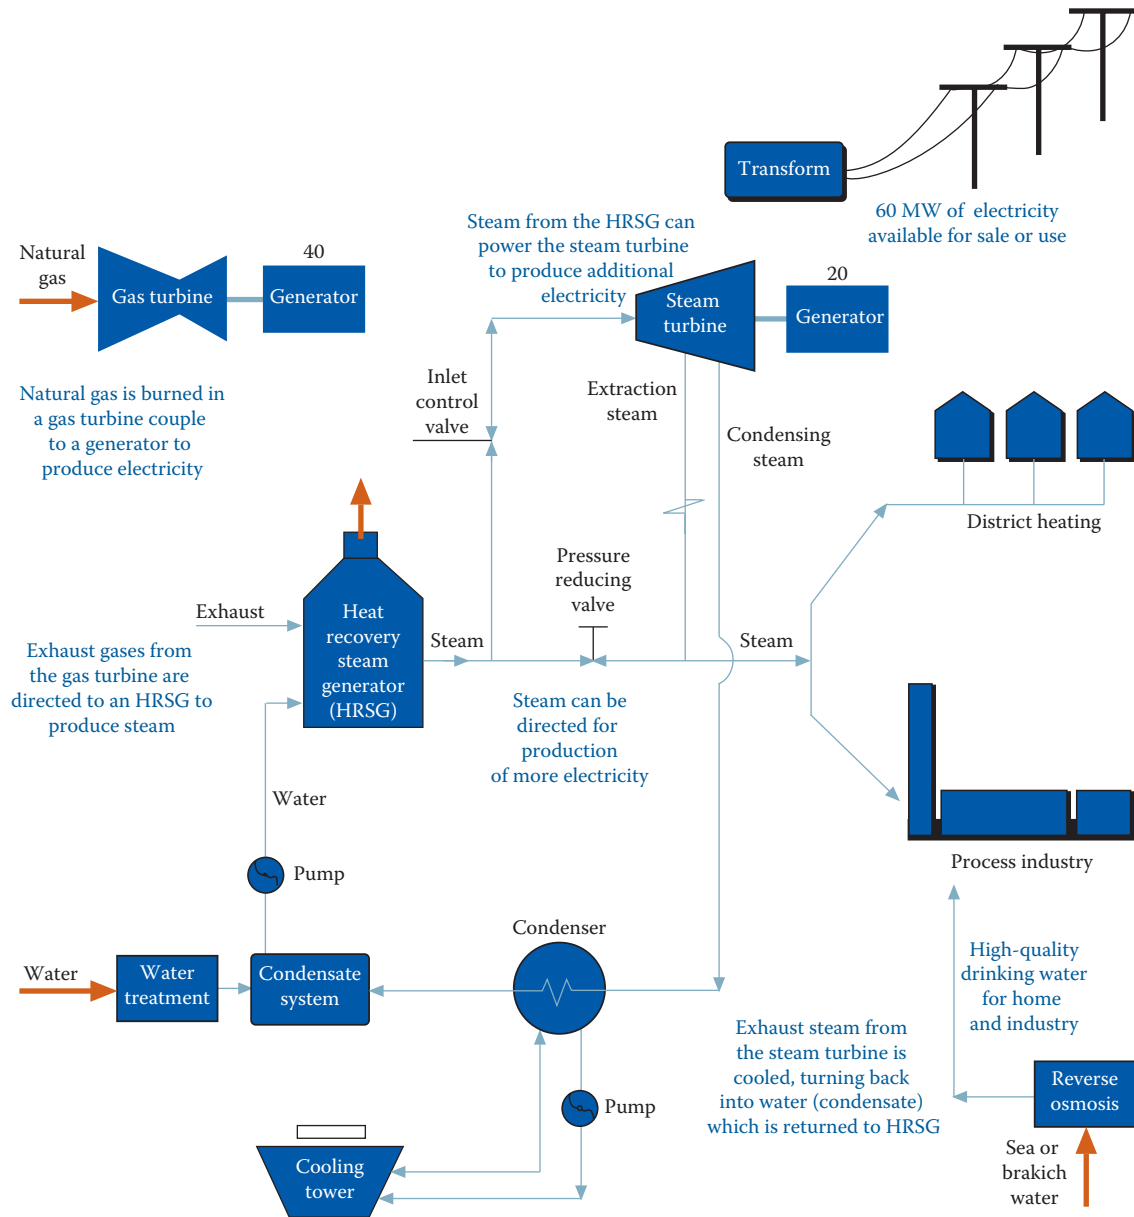 Transform
60 MW of electricity
available for sale or use
Steam from the HRSG can
power the steam turbine
to produce additional
electricity
Natural
gas
Gas turbine
40
Generator
Steam
turbine
20
Generator
Natural gas is burned in
a gas turbine couple
to a generator to
produce electricity
Inlet
control
valve
Extraction
steam
Condensing
steam
District heating
Pressure
reducing
valve
Exhaust
Heat
recovery
steam
generator
(HRSG)
Steam
Steam
Exhaust gases from
the gas turbine are
directed to an HRSG to
produce steam
Steam can be
directed for
production
of more electricity
Water
Process industry
Pump
Condenser
Water
Water
treatment
Condensate
system
High-quality
drinking water
for home
and industry
Exhaust steam from
the steam turbine is
cooled, turning back
into water (condensate)
which is returned to HRSG
Reverse
osmosis
Pump
Cooling
tower
Sea or
brakich
water